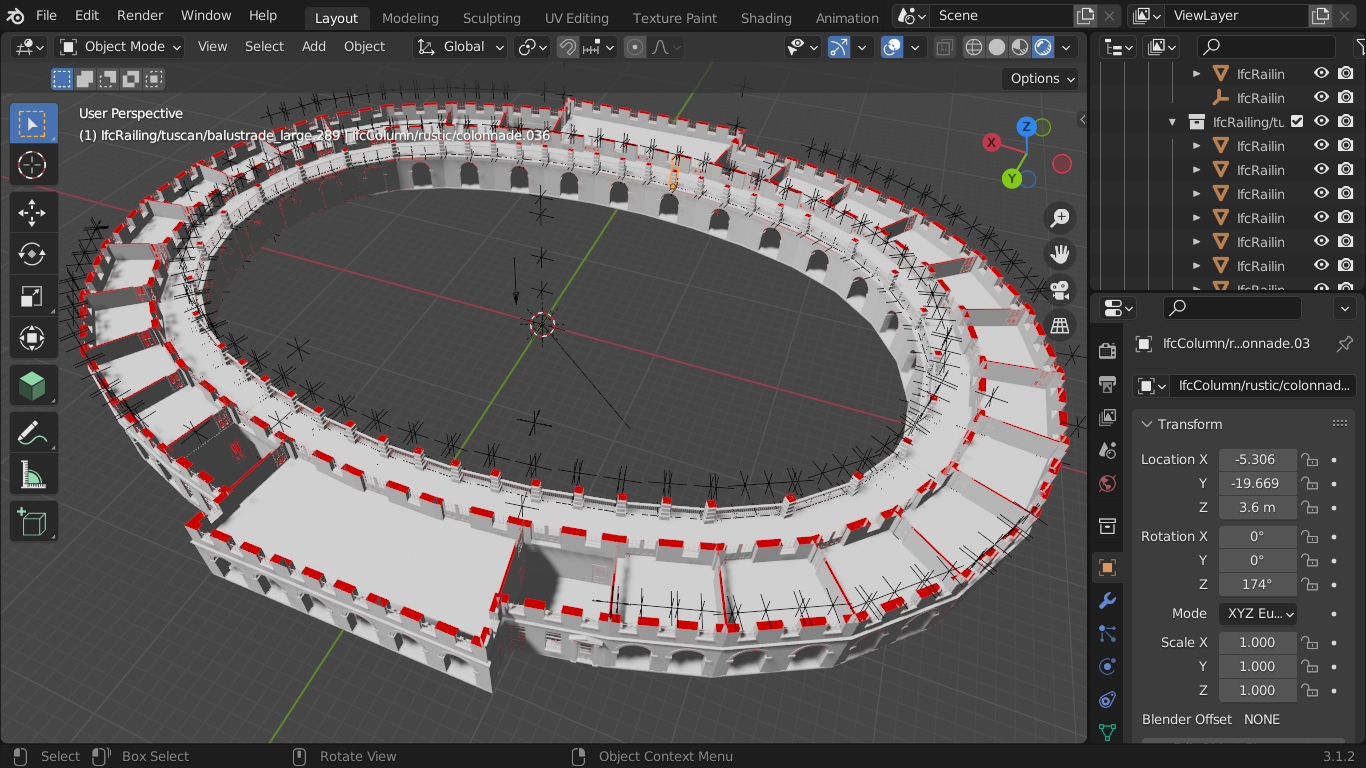 File Edit Render Window Help Layout Modeling Sculpting UV Editing Texture Paint Shading Animation Scene ViewLayer
Object Mode View Select Add Object Global
Options
User Perspective
(1) IfcRailing/tuscan/balustrade_large.289 | IfcColumn/rustic/colonnade.036
X
Y
Z
IfcRailin
IfcRailin
IfcRailing/tu
IfcRailin
IfcRailin
IfcRailin
IfcRailin
IfcRailin
IfcRailin
IfcRailin
IfcColumn/r...onnade.03
IfcColumn/rustic/colonnad...
Transform
Location X -5.306
Y -19.669
Z 3.6 m
Rotation X 0°
Y 0°
Z 174°
Mode XYZ Eu...
Scale X 1.000
Y 1.000
Z 1.000
Blender Offset NONE
Select Box Select Rotate View Object Context Menu 3.1.2